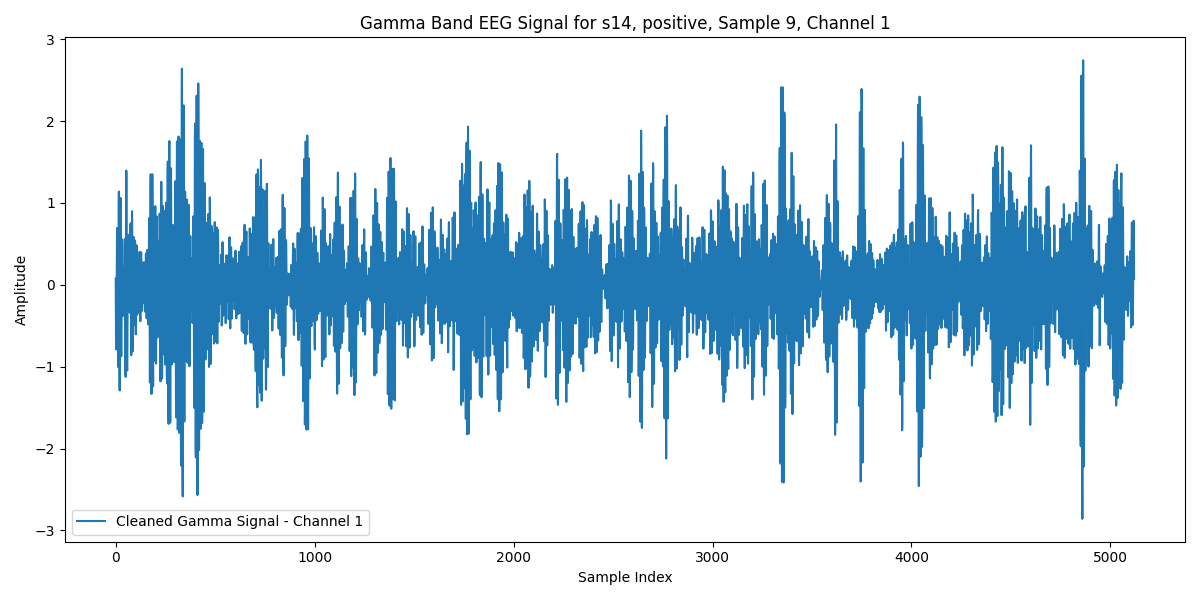 Gamma Band EEG Signal for s14, positive, Sample 9, Channel 1
3
2
1
0
−1
−2
−3
Amplitude
Cleaned Gamma Signal - Channel 1
0 1000 2000 3000 4000 5000
Sample Index